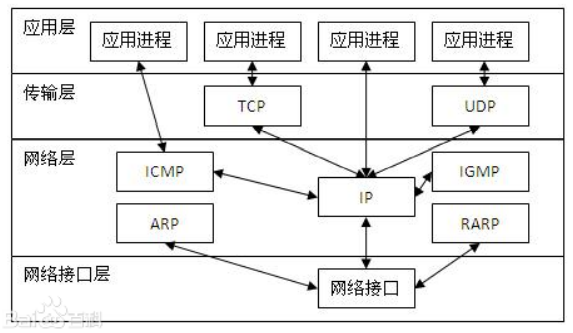 应用层
应用进程 应用进程 应用进程 应用进程
传输层
TCP UDP
网络层
ICMP IP IGMP
ARP RARP
网络接口层
网络接口
Bai百科